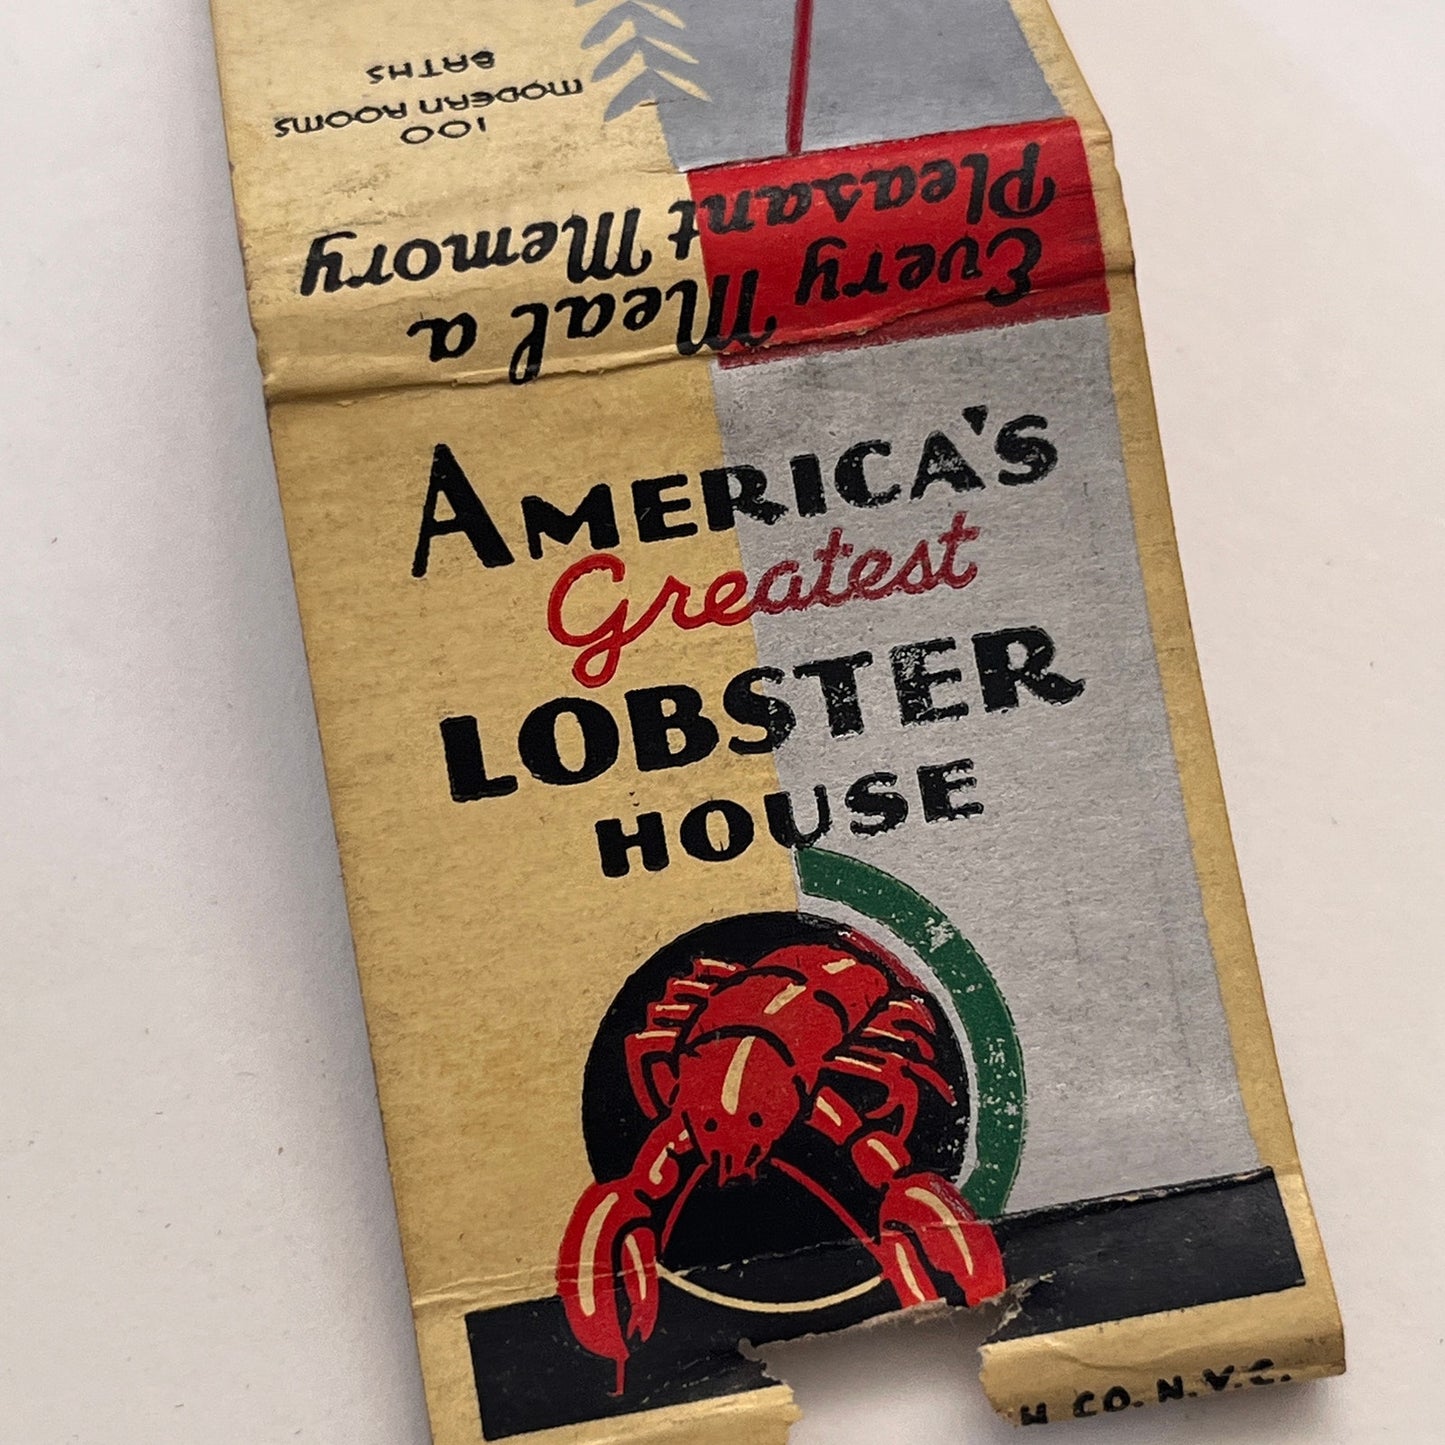 100
MODERN ROOMS
BATHS
Every Meal a
Pleasant Memory
AMERICA'S
Greatest
LOBSTER
HOUSE
H CO. N.Y.C.